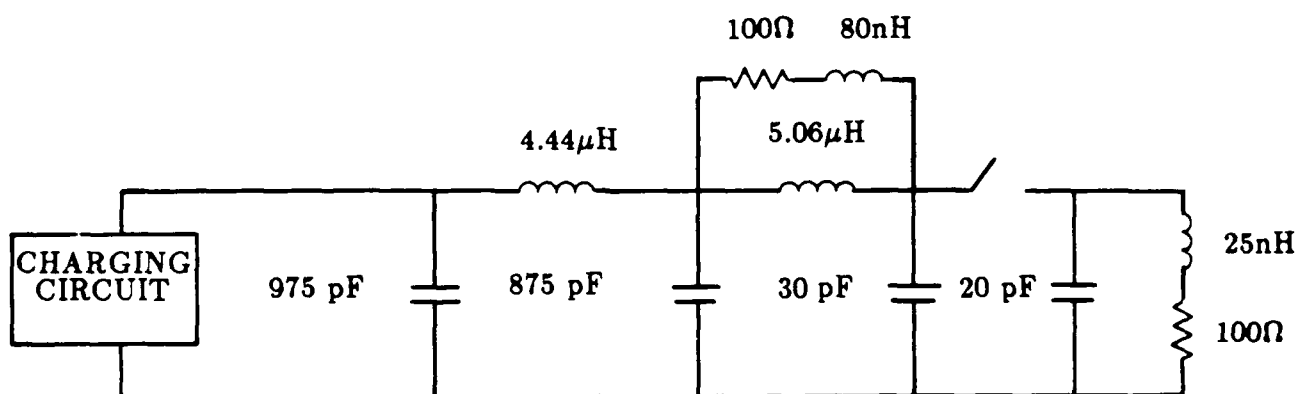 100Ω 80nH
4.44μH 5.06μH
CHARGING
CIRCUIT
975 pF 875 pF 30 pF 20 pF
25nH
100Ω